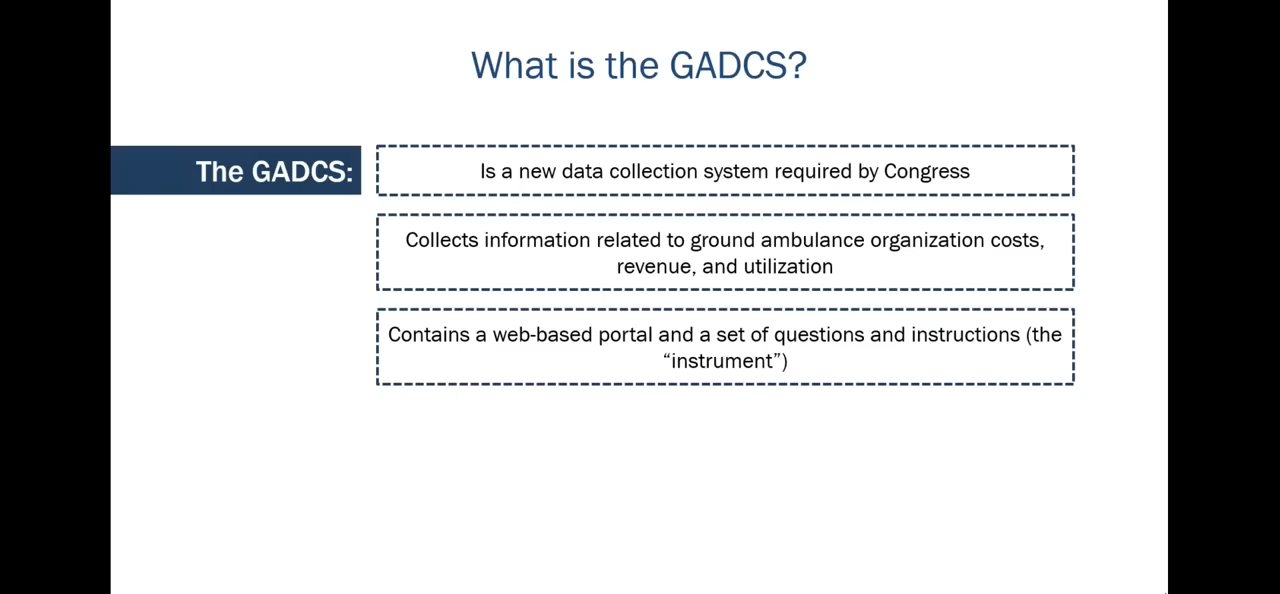 What is the GADCS?
The GADCS:
Is a new data collection system required by Congress
Collects information related to ground ambulance organization costs,
revenue, and utilization
Contains a web-based portal and a set of questions and instructions (the
“instrument”)